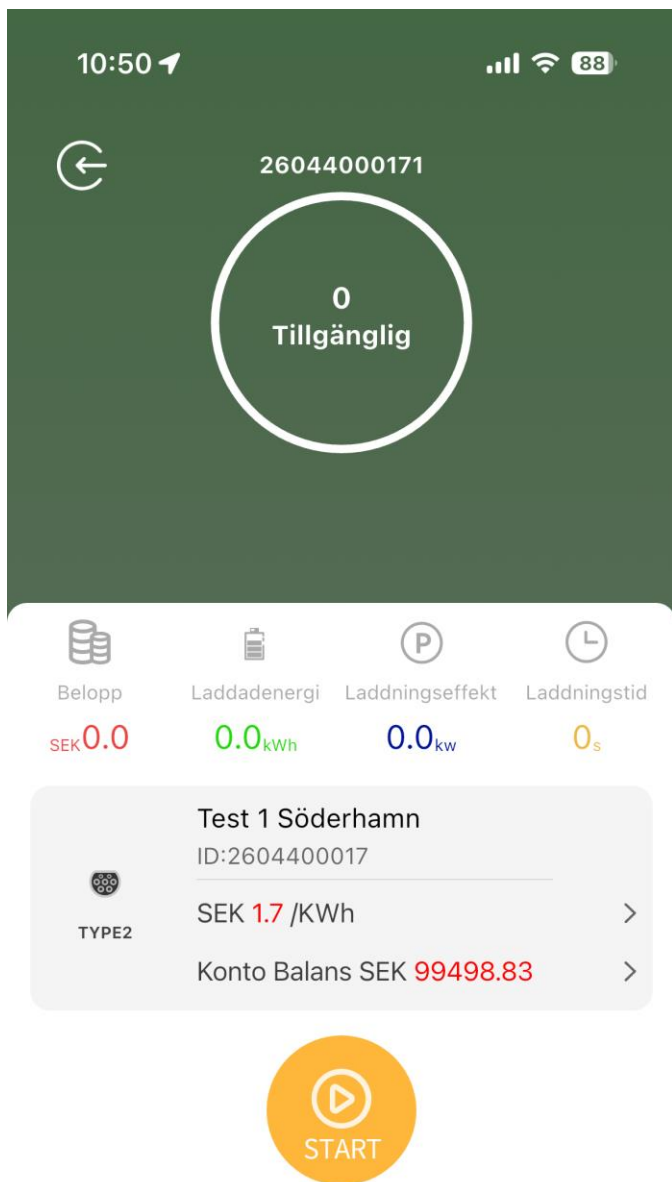 10:50
88
26044000171
0
Tillgänglig
P
Belopp Laddadenergi Laddningseffekt Laddningstid
SEK0.0 0.0kWh 0.0kw 0s
Test 1 Söderhamn
ID:2604400017
TYPE2
SEK 1.7 /KWh
Konto Balans SEK 99498.83
START